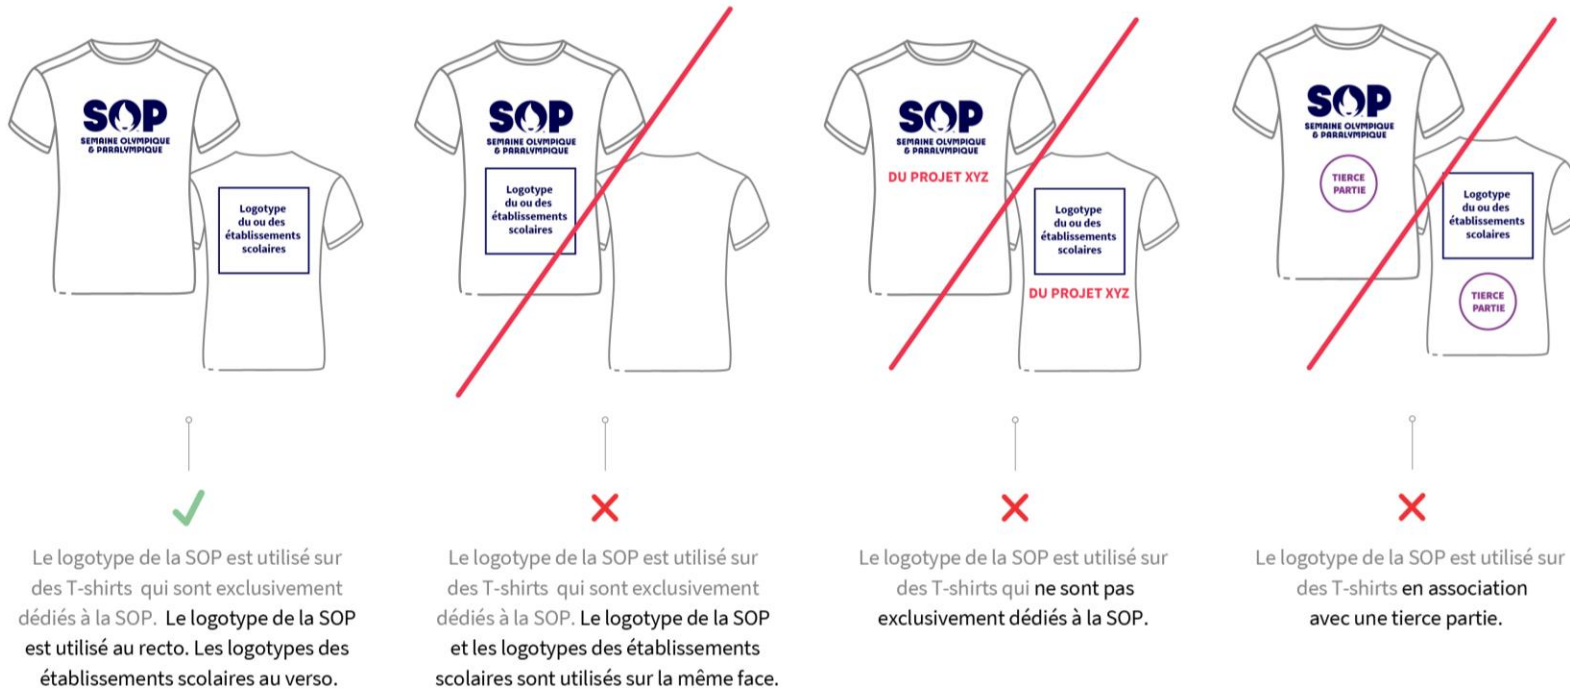 SOP
SEMAINE OLYMPIQUE
& PARALYMPIQUE
Logotype
du ou des
établissements
scolaires
Le logotype de la SOP est utilisé sur
des T-shirts qui sont exclusivement
dédiés à la SOP. Le logotype de la SOP
est utilisé au recto. Les logotypes des
établissements scolaires au verso.
SOP
SEMAINE OLYMPIQUE
& PARALYMPIQUE
Logotype
du ou des
établissements
scolaires
Le logotype de la SOP est utilisé sur
des T-shirts qui sont exclusivement
dédiés à la SOP. Le logotype de la SOP
et les logotypes des établissements
scolaires sont utilisés sur la même face.
SOP
SEMAINE OLYMPIQUE
& PARALYMPIQUE
DU PROJET XYZ
Logotype
du ou des
établissements
scolaires
DU PROJET XYZ
Le logotype de la SOP est utilisé sur
des T-shirts qui ne sont pas
exclusivement dédiés à la SOP.
SOP
SEMAINE OLYMPIQUE
& PARALYMPIQUE
TIERCE
PARTIE
Logotype
du ou des
établissements
scolaires
TIERCE
PARTIE
Le logotype de la SOP est utilisé sur
des T-shirts en association
avec une tierce partie.